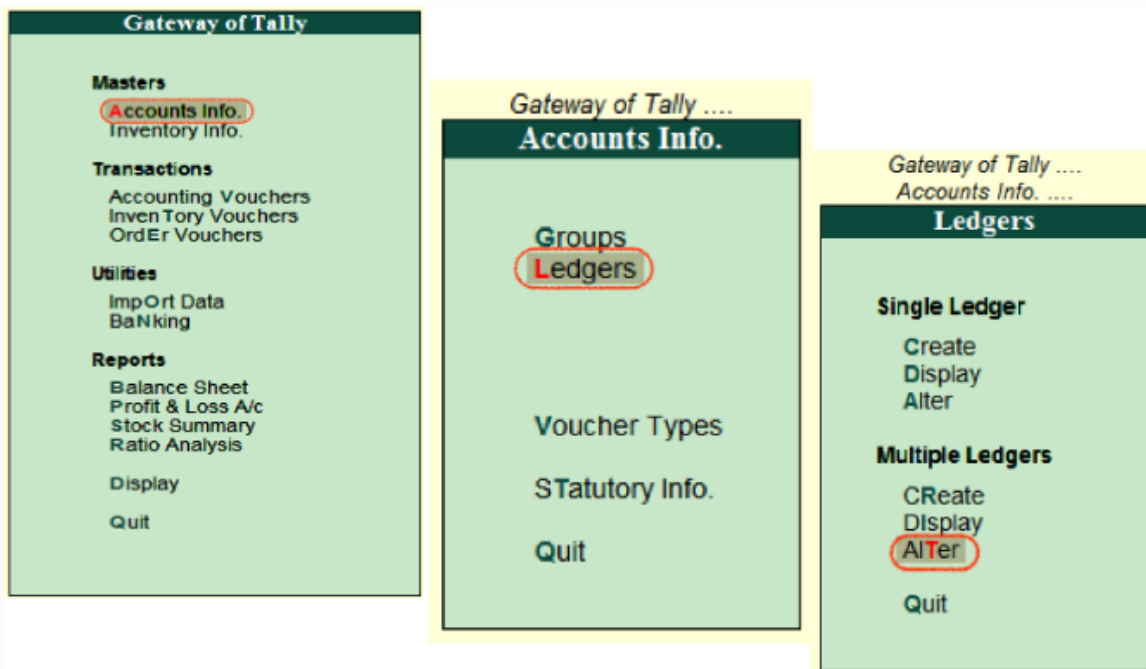 Gateway of Tally
Masters
Accounts Info.
Inventory Info.
Transactions
Accounting Vouchers
InvenTory Vouchers
OrdEr Vouchers
Utilities
ImpOrt Data
BaNking
Reports
Balance Sheet
Profit & Loss A/c
Stock Summary
Ratio Analysis
Display
Quit
Gateway of Tally ....
Accounts Info.
Groups
Ledgers
Voucher Types
STatutory Info.
Quit
Gateway of Tally ....
Accounts Info. ....
Ledgers
Single Ledger
Create
Display
Alter
Multiple Ledgers
CReate
DIsplay
AlTer
Quit